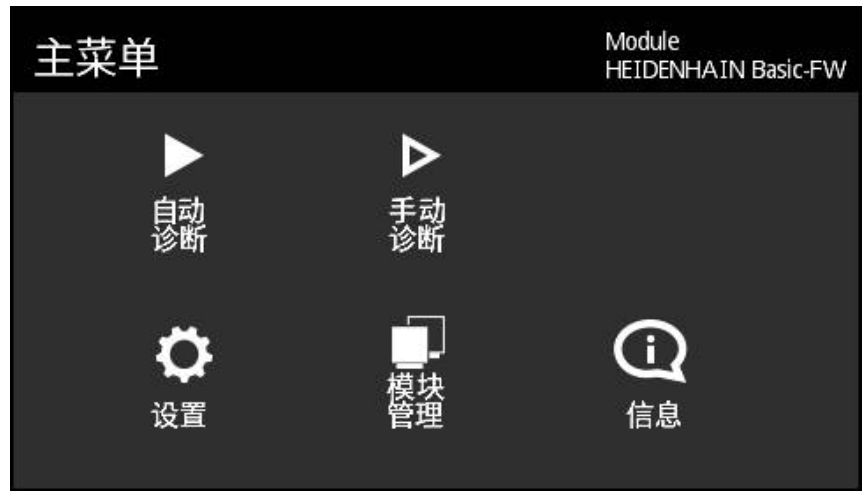 主菜单
Module
HEIDENHAIN Basic-FW
自动
诊断
手动
诊断
设置
模块
管理
信息